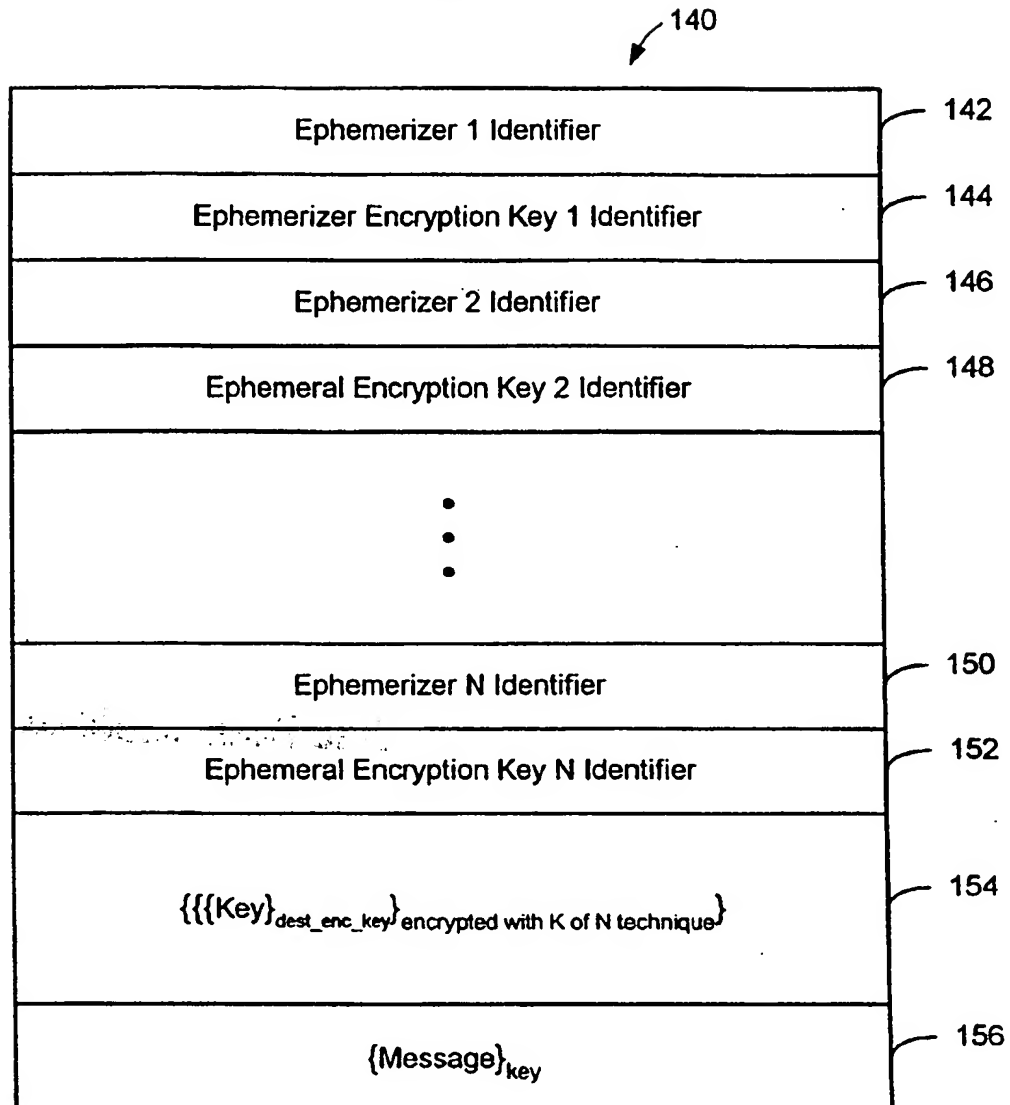 140
Ephemerizer 1 Identifier 142
Ephemerizer Encryption Key 1 Identifier 144
Ephemerizer 2 Identifier 146
Ephemeral Encryption Key 2 Identifier 148
Ephemerizer N Identifier 150
Ephemeral Encryption Key N Identifier 152
{{{Key}dest_enc_key}encrypted with K of N technique} 154
{Message}key 156